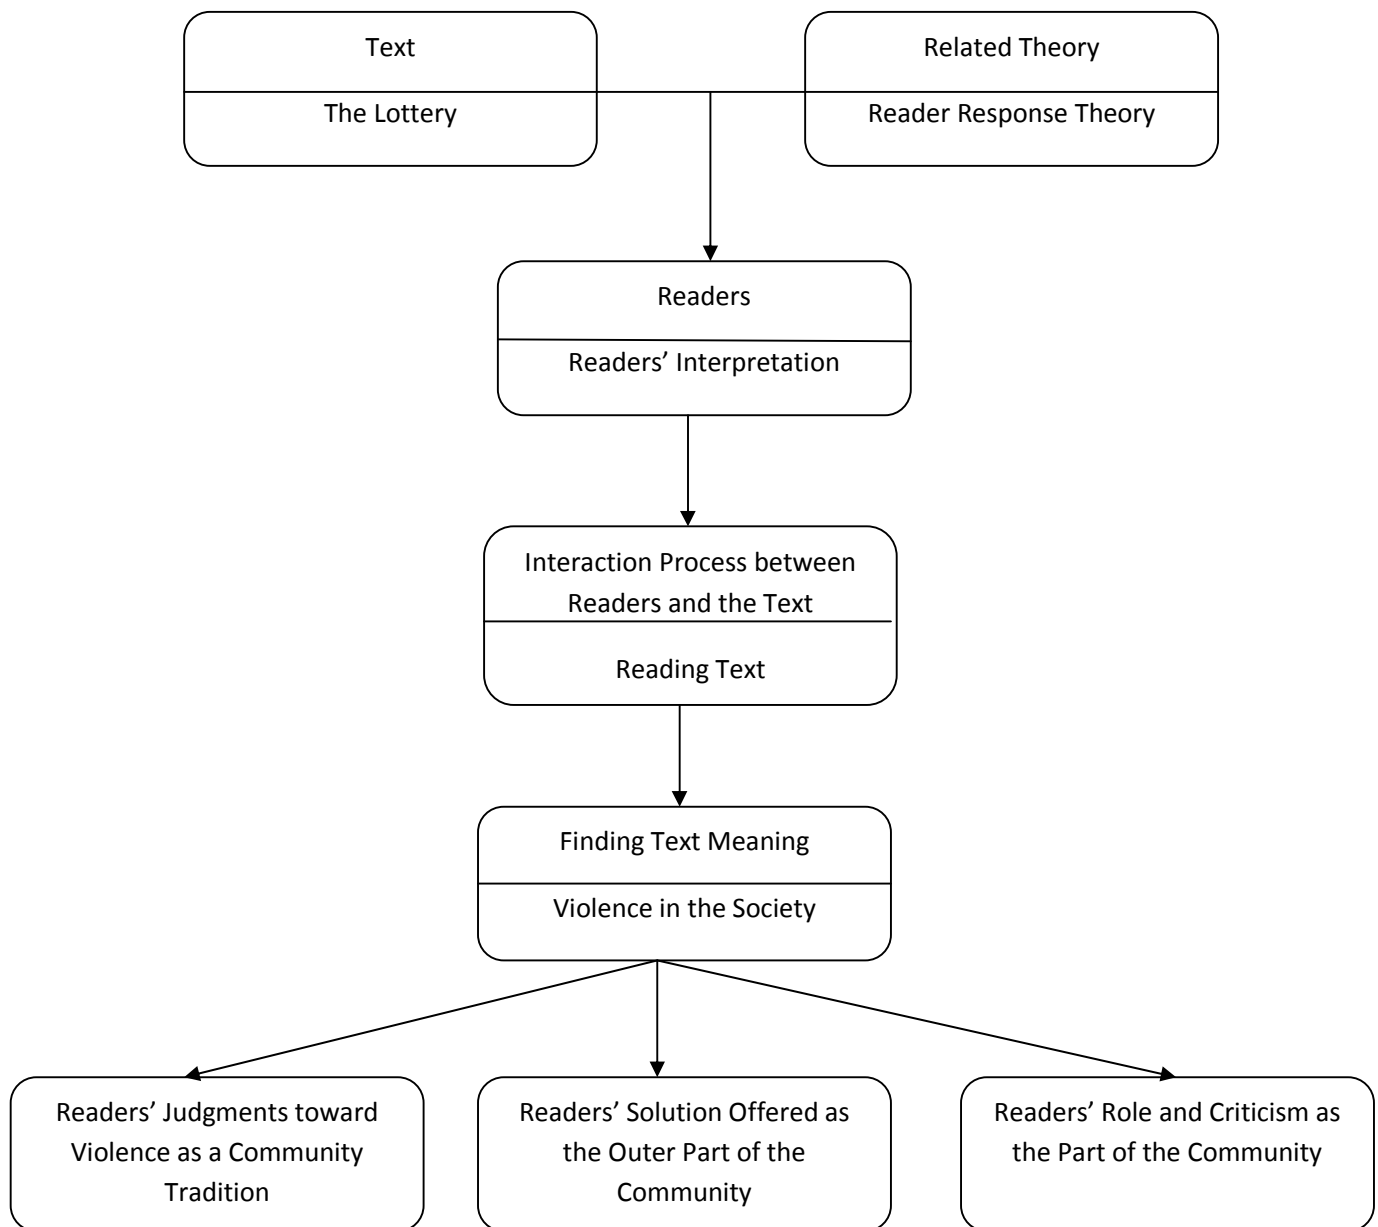 Text
The Lottery
Related Theory
Reader Response Theory
Readers
Readers’ Interpretation
Interaction Process between
Readers and the Text
Reading Text
Finding Text Meaning
Violence in the Society
Readers’ Judgments toward
Violence as a Community
Tradition
Readers’ Solution Offered as
the Outer Part of the
Community
Readers’ Role and Criticism as
the Part of the Community